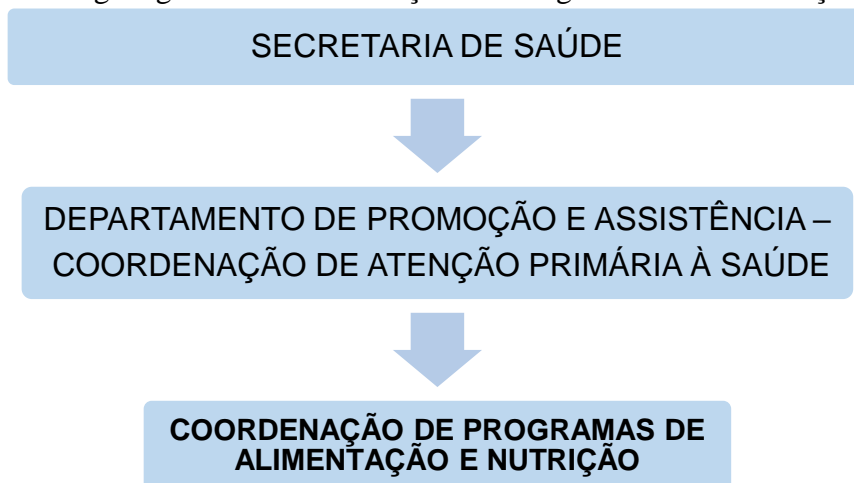 SECRETARIA DE SAÚDE
DEPARTAMENTO DE PROMOÇÃO E ASSISTÊNCIA –
COORDENAÇÃO DE ATENÇÃO PRIMÁRIA À SAÚDE
COORDENAÇÃO DE PROGRAMAS DE
ALIMENTAÇÃO E NUTRIÇÃO